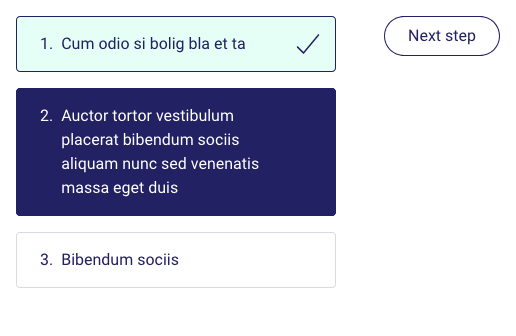 1. Cum odio si bolig bla et ta
Next step
2. Auctor tortor vestibulum
placerat bibendum sociis
aliquam nunc sed venenatis
massa eget duis
3. Bibendum sociis